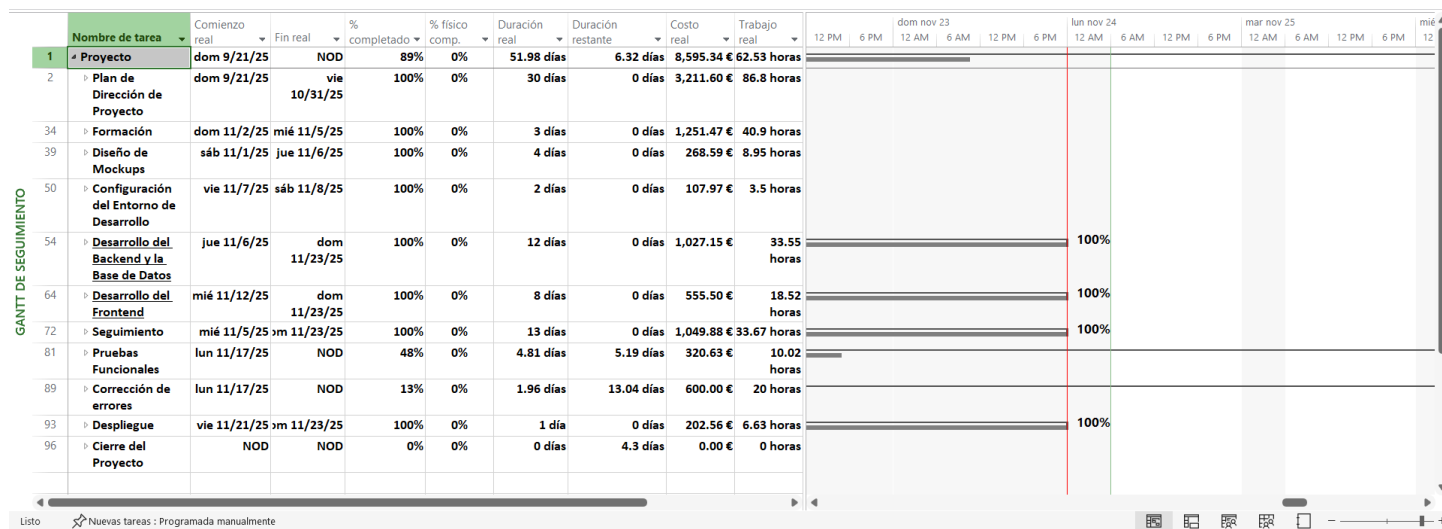 Nombre de tarea Comienzo real Fin real % completado % físico comp. Duración real Duración restante Costo real Trabajo real
dom nov 23 lun nov 24 mar nov 25 mié
12 PM 6 PM 12 AM 6 AM 12 PM 6 PM 12 AM 6 AM 12 PM 6 PM 12 AM 6 AM 12 PM 6 PM 12
1 Proyecto dom 9/21/25 NOD 89% 0% 51.98 días 6.32 días 8,595.34 € 62.53 horas
2 Plan de dom 9/21/25 vie 100% 0% 30 días 0 días 3,211.60 € 86.8 horas
Dirección de 10/31/25
Proyecto
34 Formación dom 11/2/25 mié 11/5/25 100% 0% 3 días 0 días 1,251.47 € 40.9 horas
39 Diseño de sáb 11/1/25 jue 11/6/25 100% 0% 4 días 0 días 268.59 € 8.95 horas
Mockups
50 Configuración vie 11/7/25 sáb 11/8/25 100% 0% 2 días 0 días 107.97 € 3.5 horas
del Entorno de
Desarrollo
54 Desarrollo del jue 11/6/25 dom 100% 0% 12 días 0 días 1,027.15 € 33.55 100%
Backend y la 11/23/25 horas
Base de Datos
64 Desarrollo del mié 11/12/25 dom 100% 0% 8 días 0 días 555.50 € 18.52 100%
Frontend 11/23/25 horas
72 Seguimiento mié 11/5/25 om 11/23/25 100% 0% 13 días 0 días 1,049.88 € 33.67 horas 100%
81 Pruebas lun 11/17/25 NOD 48% 0% 4.81 días 5.19 días 320.63 € 10.02
Funcionales horas
89 Corrección de lun 11/17/25 NOD 13% 0% 1.96 días 13.04 días 600.00 € 20 horas
errores
93 Despliegue vie 11/21/25 om 11/23/25 100% 0% 1 día 0 días 202.56 € 6.63 horas 100%
96 Cierre del NOD NOD 0% 0% 0 días 4.3 días 0.00 € 0 horas
Proyecto
GANTT DE SEGUIMIENTO
Listo Nuevas tareas : Programada manualmente